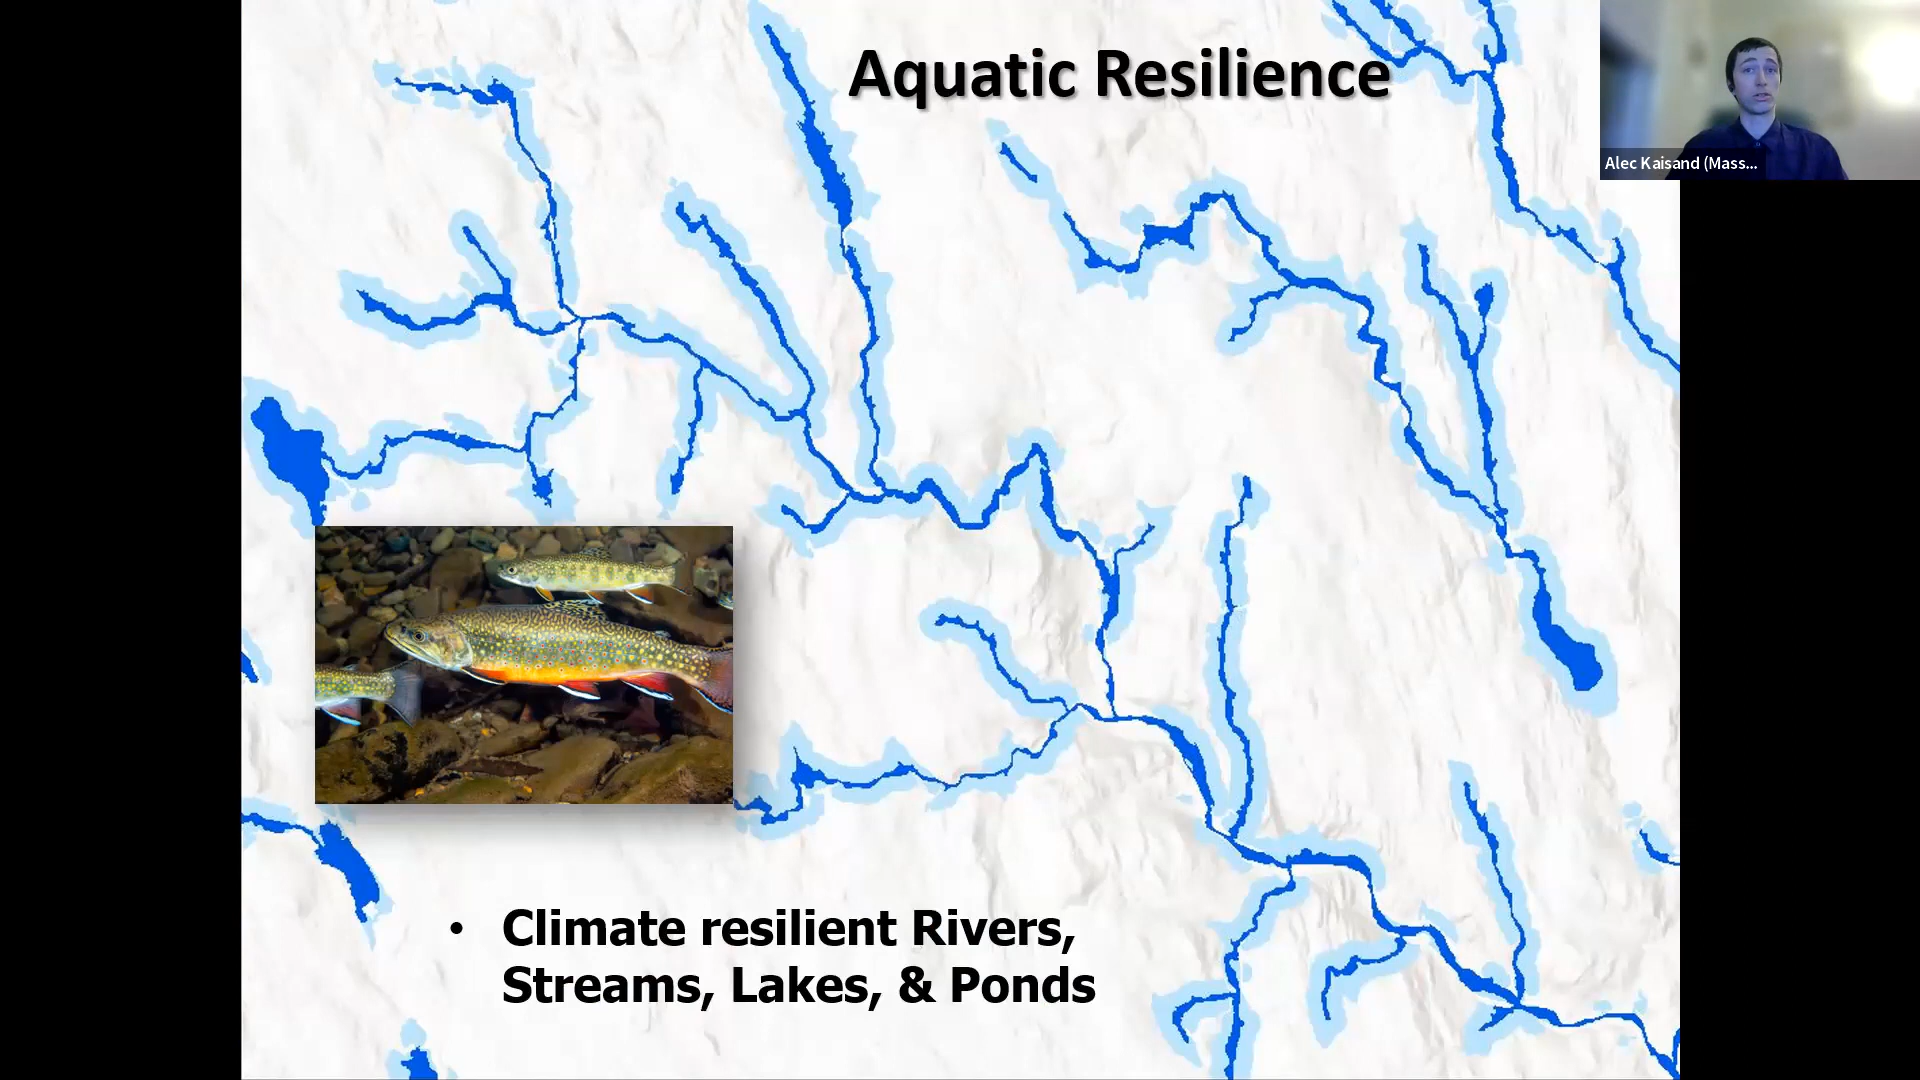 Aquatic Resilience
Alec Kaisand (Mass...
• Climate resilient Rivers,
Streams, Lakes, & Ponds